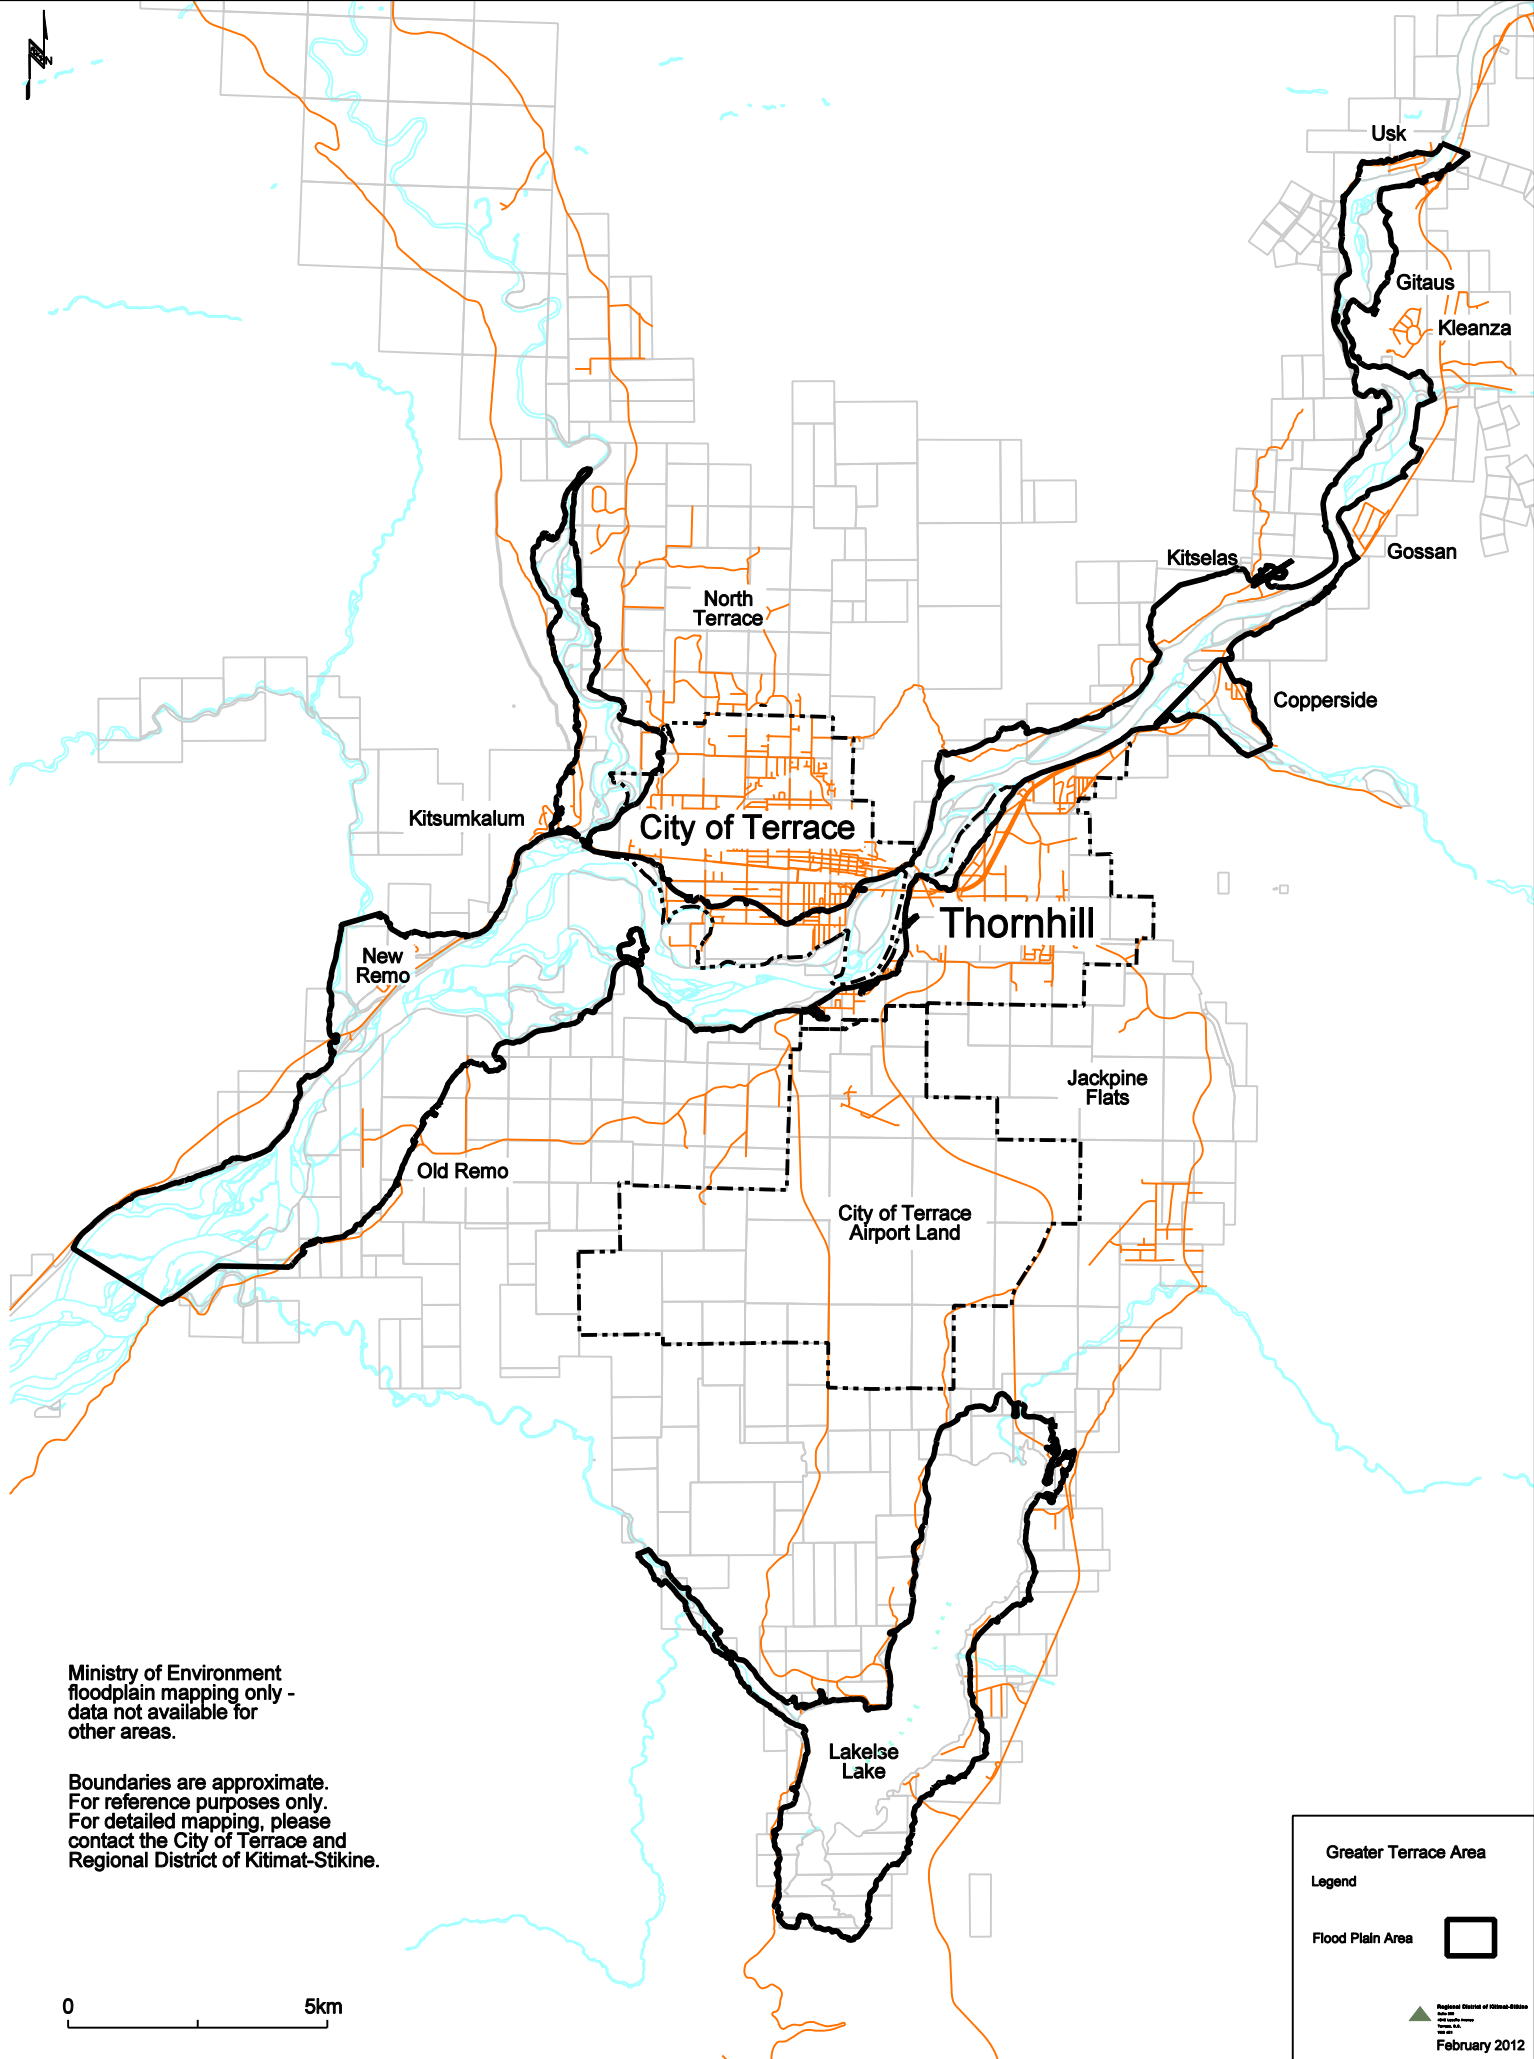 N
Usk
Gitaus
Kleanza
Gossan
Kitselas
North
Terrace
Copperside
Kitsumkalum
City of Terrace
Thornhill
New
Remo
Jackpine
Flats
Old Remo
City of Terrace
Airport Land
Lakelse
Lake
Ministry of Environment
floodplain mapping only -
data not available for
other areas.
Boundaries are approximate.
For reference purposes only.
For detailed mapping, please
contact the City of Terrace and
Regional District of Kitimat-Stikine.
0 5km
Greater Terrace Area
Legend
Flood Plain Area
Regional District of Kitimat-Stikine
February 2012